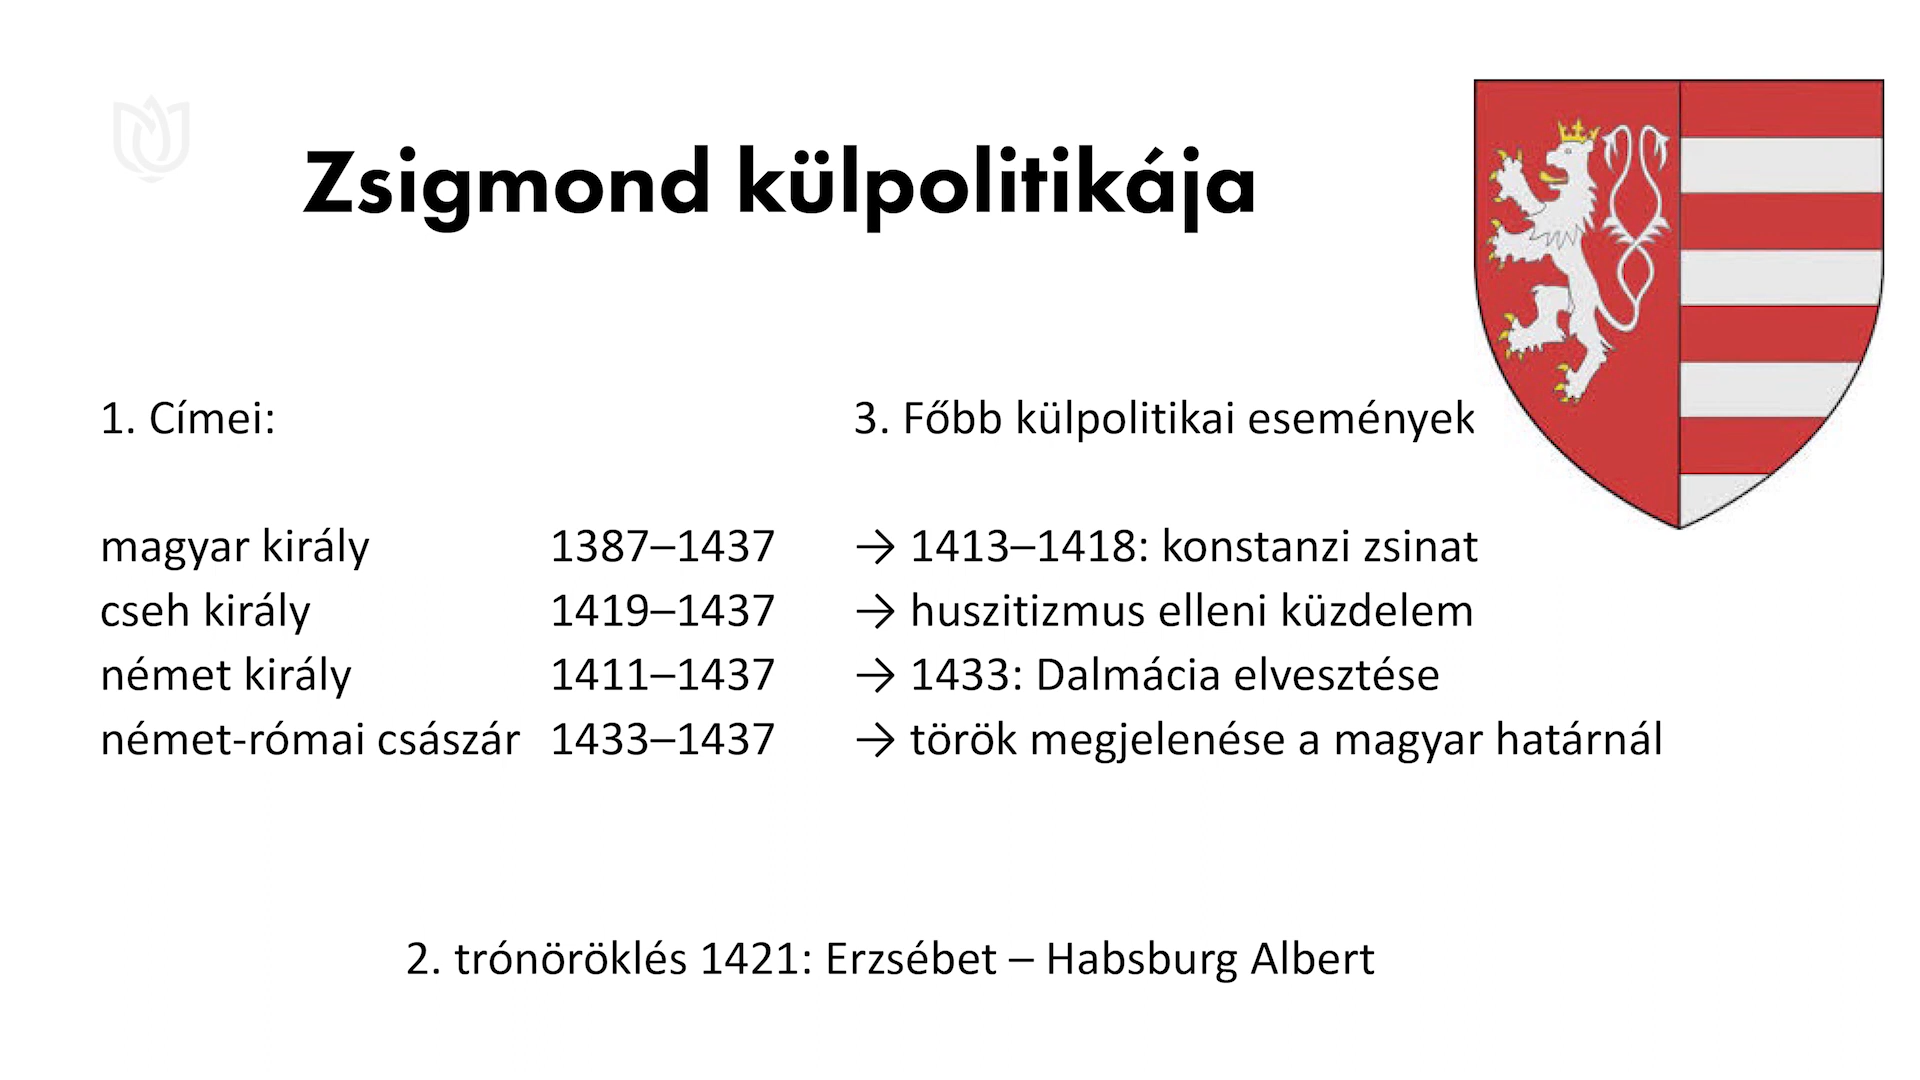 Zsigmond külpolitikája
1. Címei:
magyar király 1387–1437
cseh király 1419–1437
német király 1411–1437
német-római császár 1433–1437
3. Főbb külpolitikai események
→ 1413–1418: konstanzi zsinat
→ huszitizmus elleni küzdelem
→ 1433: Dalmácia elvesztése
→ török megjelenése a magyar határnál
2. trónöröklés 1421: Erzsébet – Habsburg Albert